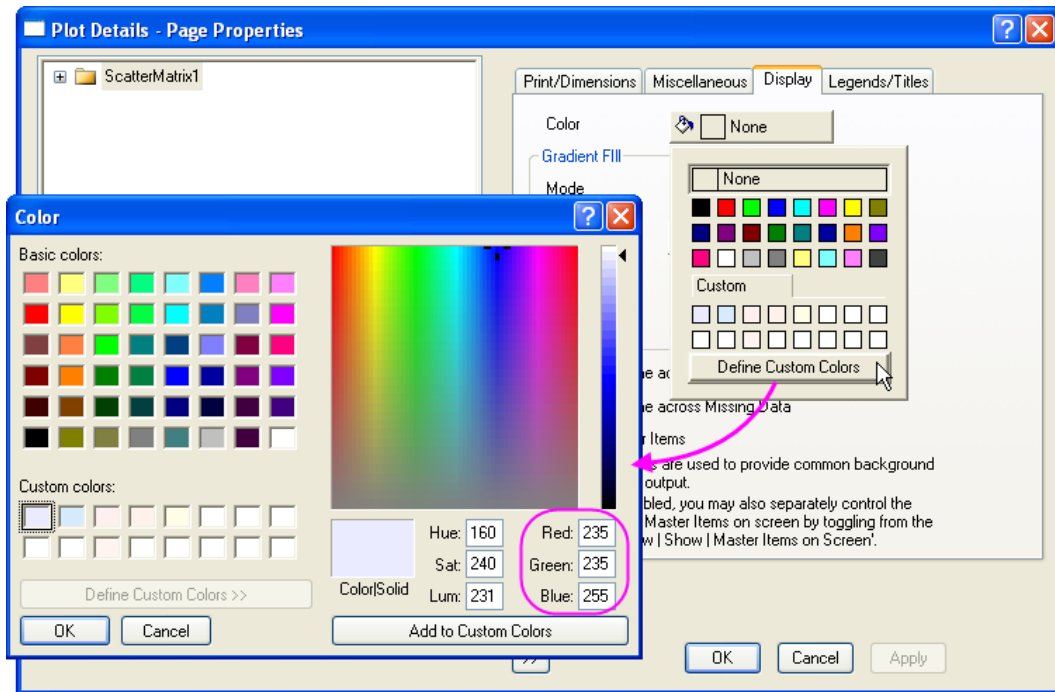 Plot Details - Page Properties
ScatterMatrix1
Print/Dimensions Miscellaneous Display Legends/Titles
Color None
Gradient FIll
Mode
None
Custom
Define Custom Colors
across Missing Data
Items
are used to provide common background
output.
you may also separately control the
Master Items on screen by toggling from the
| Show | Master Items on Screen'.
>>
OK Cancel Apply
Color
Basic colors:
Custom colors:
Define Custom Colors >>
OK Cancel
Color|Solid
Hue: 160
Sat: 240
Lum: 231
Red: 235
Green: 235
Blue: 255
Add to Custom Colors